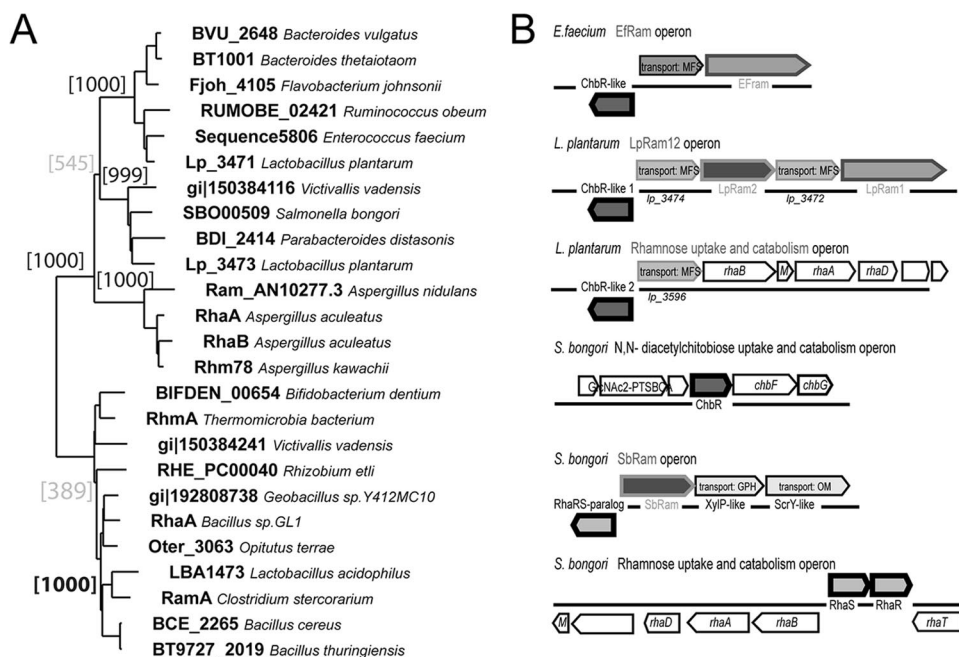 A
BVU_2648 Bacteroides vulgatus
BT1001 Bacteroides thetaiotaom
[1000]
Fjoh_4105 Flavobacterium johnsonii
RUMOBE_02421 Ruminococcus obeum
Sequence5806 Enterococcus faecium
[545]
Lp_3471 Lactobacillus plantarum
[999]
gi|150384116 Victivallis vadensis
SBO00509 Salmonella bongori
BDI_2414 Parabacteroides distasonis
[1000]
Lp_3473 Lactobacillus plantarum
[1000]
Ram_AN10277.3 Aspergillus nidulans
RhaA Aspergillus aculeatus
RhaB Aspergillus aculeatus
Rhm78 Aspergillus kawachii
BIFDEN_00654 Bifidobacterium dentium
RhmA Thermomicrobia bacterium
gi|150384241 Victivallis vadensis
RHE_PC00040 Rhizobium etli
[389]
gi|192808738 Geobacillus sp.Y412MC10
RhaA Bacillus sp.GL1
Oter_3063 Opitutus terrae
[1000]
LBA1473 Lactobacillus acidophilus
RamA Clostridium stercorarium
BCE_2265 Bacillus cereus
BT9727_2019 Bacillus thuringiensis
B
E.faecium EfRam operon
transport: MFS
ChbR-like EFram
L. plantarum LpRam12 operon
transport: MFS transport: MFS
ChbR-like 1 LpRam2 LpRam1
lp_3474 lp_3472
L. plantarum Rhamnose uptake and catabolism operon
transport: MFS rhaB M rhaA rhaD
ChbR-like 2 lp_3596
S. bongori N,N- diacetylchitobiose uptake and catabolism operon
GlcNAc2-PTSBCA chbF chbG
ChbR
S. bongori SbRam operon
transport: GPH transport: OM
RhaRS-paralog SbRam XylP-like ScrY-like
S. bongori Rhamnose uptake and catabolism operon
RhaS RhaR
M rhaD rhaA rhaB rhaT